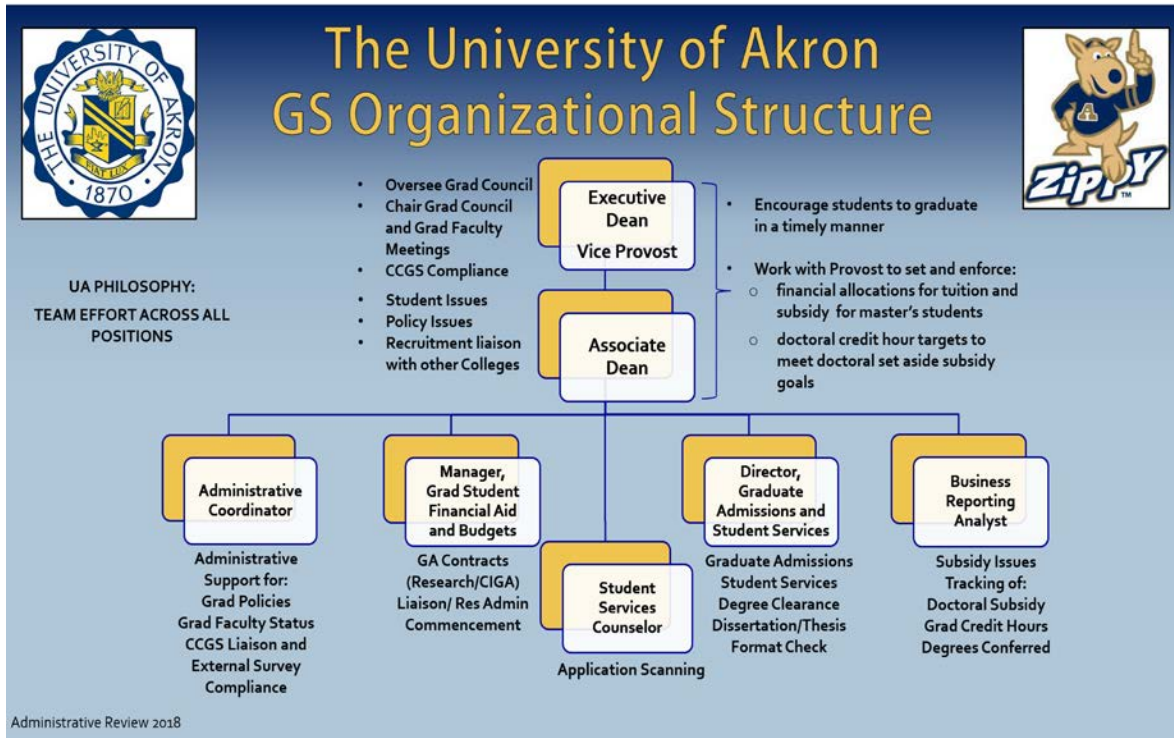 The University of Akron
GS Organizational Structure
THE UNIVERSITY OF AKRON
FIAT LUX
1870
A
Zippy™
• Oversee Grad Council
• Chair Grad Council
and Grad Faculty
Meetings
• CCGS Compliance
• Student Issues
• Policy Issues
• Recruitment liaison
with other Colleges
Executive
Dean
Vice Provost
Associate
Dean
• Encourage students to graduate
in a timely manner
• Work with Provost to set and enforce:
o financial allocations for tuition and
subsidy for master's students
o doctoral credit hour targets to
meet doctoral set aside subsidy
goals
UA PHILOSOPHY:
TEAM EFFORT ACROSS ALL
POSITIONS
Administrative
Coordinator
Administrative
Support for:
Grad Policies
Grad Faculty Status
CCGS Liaison and
External Survey
Compliance
Manager,
Grad Student
Financial Aid
and Budgets
GA Contracts
(Research/CIGA)
Liaison/ Res Admin
Commencement
Student
Services
Counselor
Application Scanning
Director,
Graduate
Admissions and
Student Services
Graduate Admissions
Student Services
Degree Clearance
Dissertation/Thesis
Format Check
Business
Reporting
Analyst
Subsidy Issues
Tracking of:
Doctoral Subsidy
Grad Credit Hours
Degrees Conferred
Administrative Review 2018